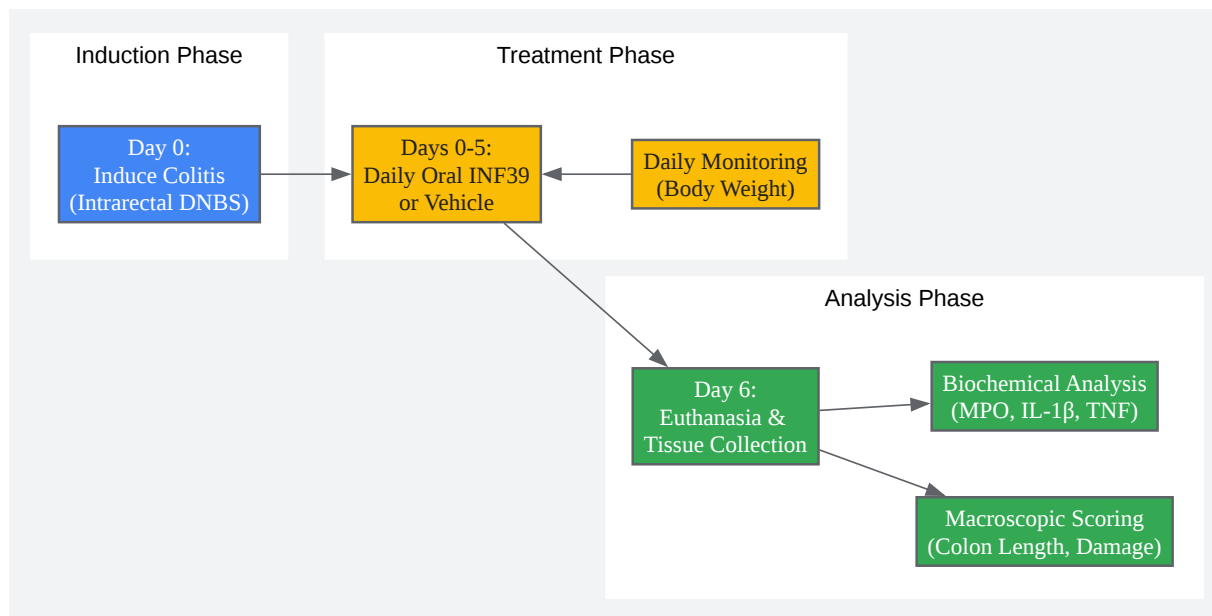 Induction Phase
Day 0:
Induce Colitis
(Intrarectal DNBS)
Treatment Phase
Days 0-5:
Daily Oral INF39
or Vehicle
Daily Monitoring
(Body Weight)
Analysis Phase
Day 6:
Euthanasia &
Tissue Collection
Biochemical Analysis
(MPO, IL-1β, TNF)
Macroscopic Scoring
(Colon Length, Damage)